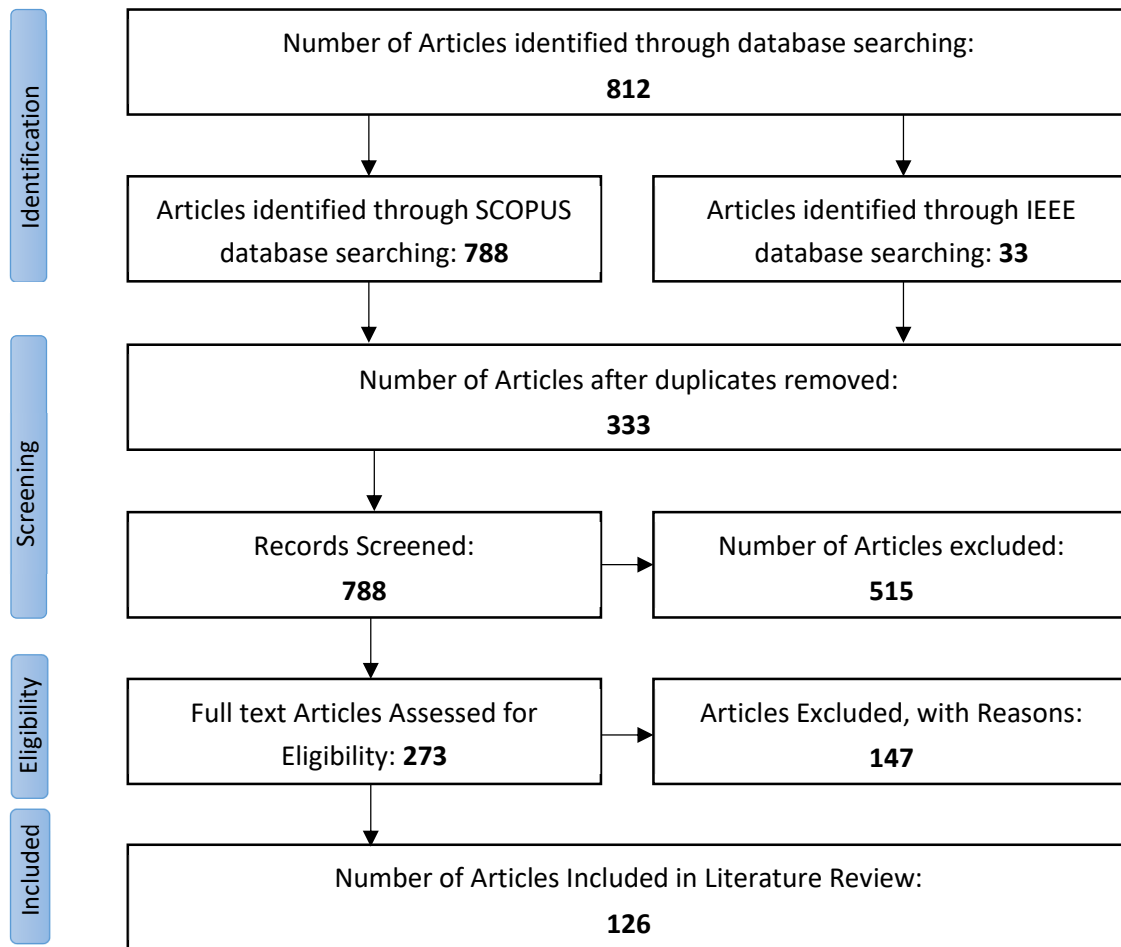 Identification
Number of Articles identified through database searching:
812
Articles identified through SCOPUS
database searching: 788
Articles identified through IEEE
database searching: 33
Screening
Number of Articles after duplicates removed:
333
Records Screened:
788
Number of Articles excluded:
515
Eligibility
Full text Articles Assessed for
Eligibility: 273
Articles Excluded, with Reasons:
147
Included
Number of Articles Included in Literature Review:
126